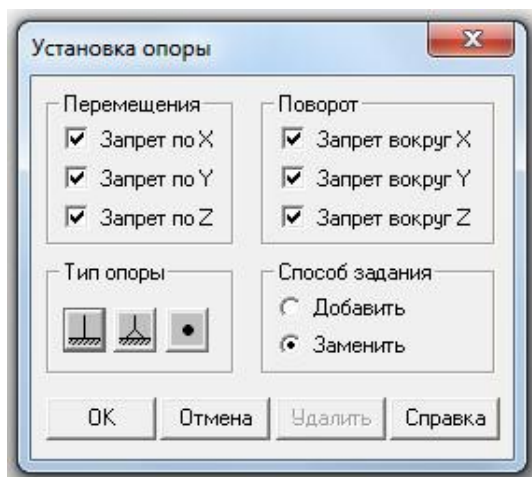 Установка опоры
Перемещения
Запрет по X
Запрет по Y
Запрет по Z
Поворот
Запрет вокруг X
Запрет вокруг Y
Запрет вокруг Z
Тип опоры
Способ задания
Добавить
Заменить
OK Отмена Удалить Справка